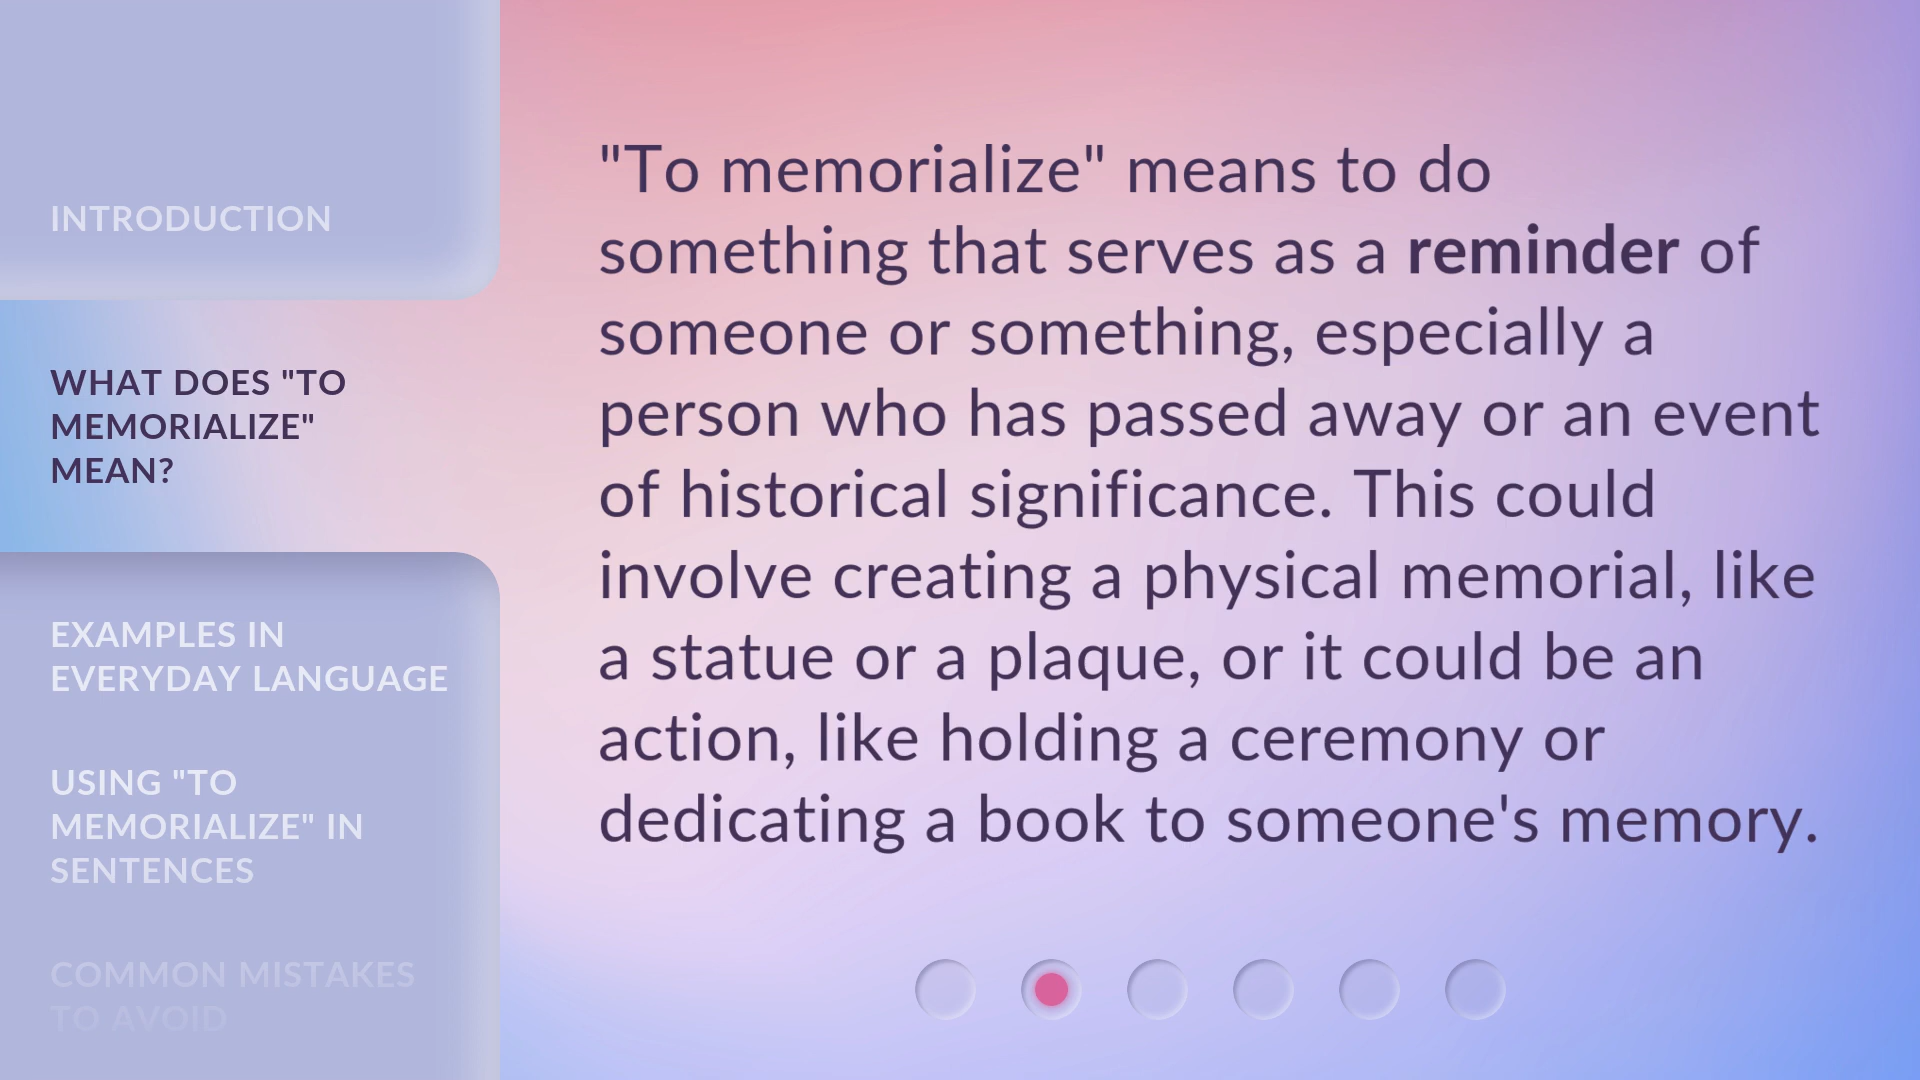 INTRODUCTION
WHAT DOES "TO
MEMORIALIZE"
MEAN?
EXAMPLES IN
EVERYDAY LANGUAGE
USING "TO
MEMORIALIZE" IN
SENTENCES
COMMON MISTAKES
TO AVOID
"To memorialize" means to do
something that serves as a reminder of
someone or something, especially a
person who has passed away or an event
of historical significance. This could
involve creating a physical memorial, like
a statue or a plaque, or it could be an
action, like holding a ceremony or
dedicating a book to someone's memory.